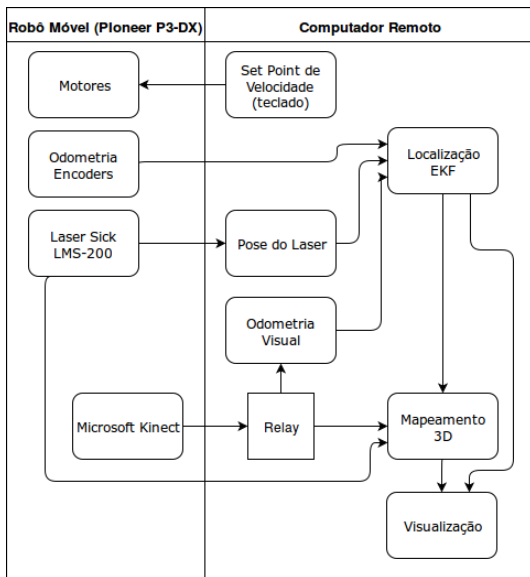 Robô Móvel (PIoneer P3-DX)
Computador Remoto
Motores
Set Point de
Velocidade
(teclado)
Odometria
Encoders
Localização
EKF
Laser Sick
LMS-200
Pose do Laser
Odometria
Visual
Microsoft Kinect
Relay
Mapeamento
3D
Visualização